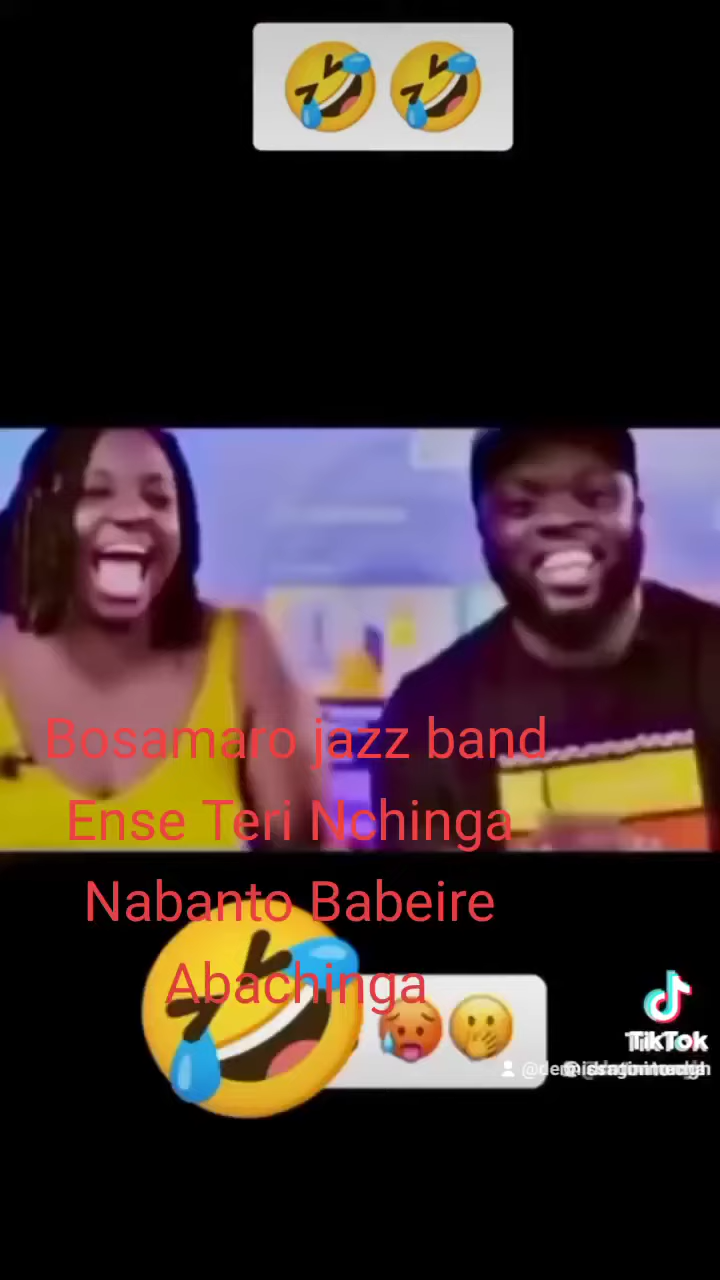 Bosamaro jazz band
Ense Teri Nchinga
Nabanto Babeire
Abachinga
TikTok